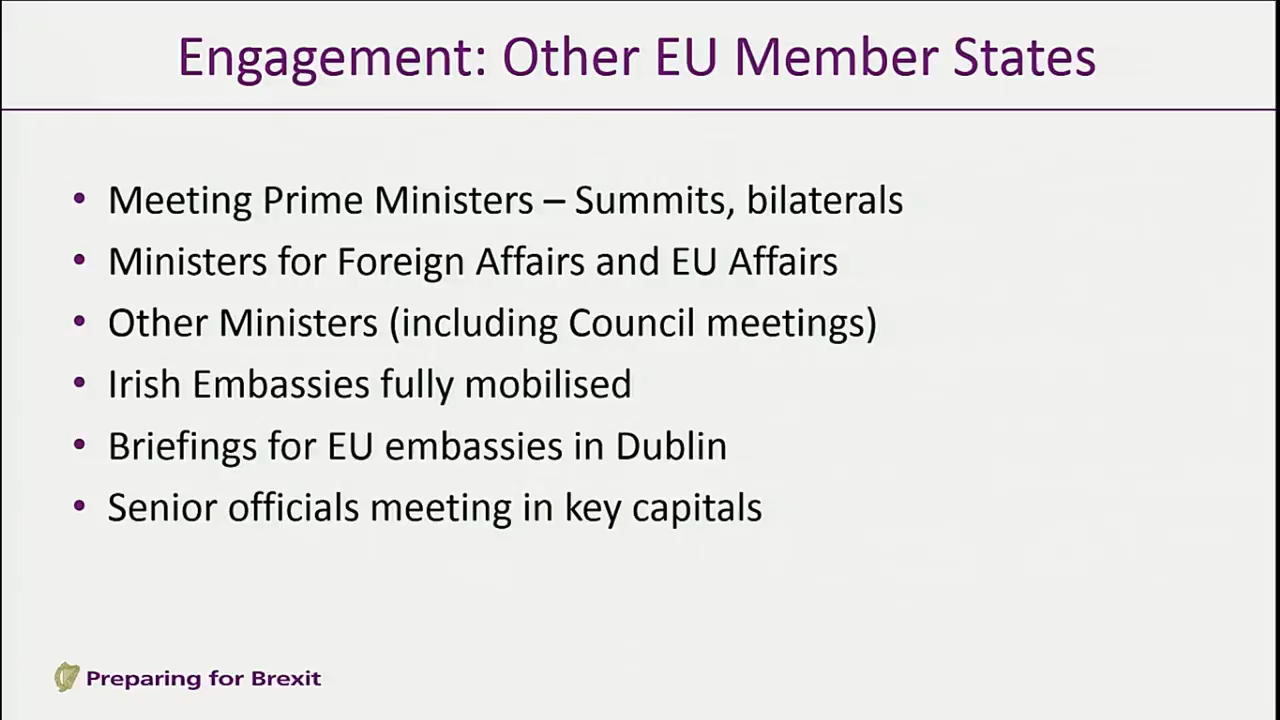 Engagement: Other EU Member States
• Meeting Prime Ministers – Summits, bilaterals
• Ministers for Foreign Affairs and EU Affairs
• Other Ministers (including Council meetings)
• Irish Embassies fully mobilised
• Briefings for EU embassies in Dublin
• Senior officials meeting in key capitals
Preparing for Brexit